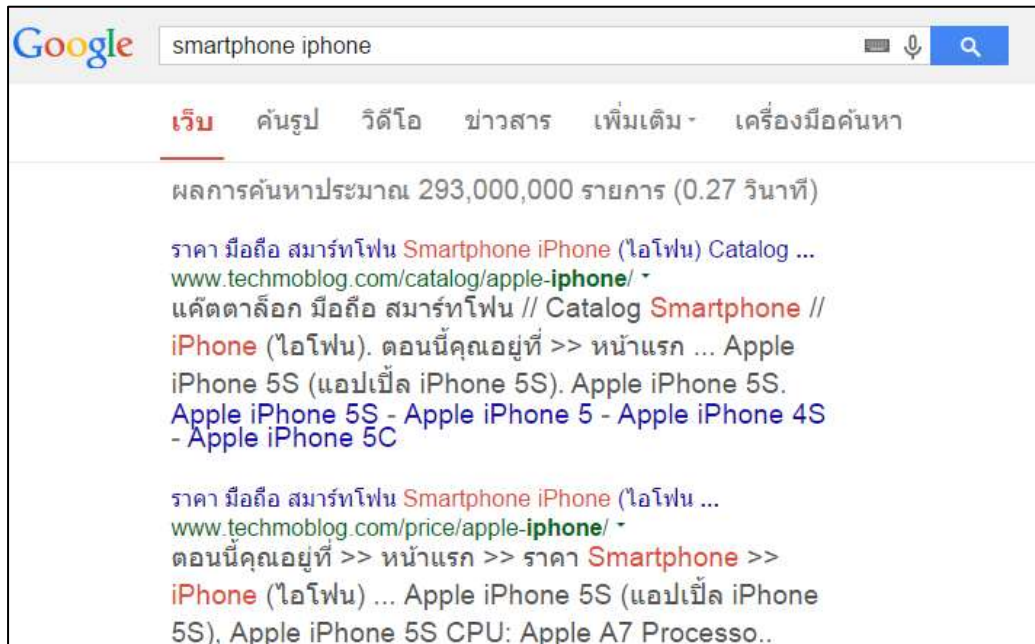 Google smartphone iphone
เว็บ ค้นรูป วิดีโอ ข่าวสาร เพิ่มเติม เครื่องมือค้นหา
ผลการค้นหาประมาณ 293,000,000 รายการ (0.27 วินาที)
ราคา มือถือ สมาร์ทโฟน Smartphone iPhone (ไอโฟน) Catalog ...
www.techmoblog.com/catalog/apple-iphone/
แค๊ตตาล็อก มือถือ สมาร์ทโฟน // Catalog Smartphone //
iPhone (ไอโฟน). ตอนนี้คุณอยู่ที่ >> หน้าแรก ... Apple
iPhone 5S (แอปเปิ้ล iPhone 5S). Apple iPhone 5S.
Apple iPhone 5S - Apple iPhone 5 - Apple iPhone 4S
- Apple iPhone 5C
ราคา มือถือ สมาร์ทโฟน Smartphone iPhone (ไอโฟน ...
www.techmoblog.com/price/apple-iphone/
ตอนนี้คุณอยู่ที่ >> หน้าแรก >> ราคา Smartphone >>
iPhone (ไอโฟน) ... Apple iPhone 5S (แอปเปิ้ล iPhone
5S), Apple iPhone 5S CPU: Apple A7 Processo..